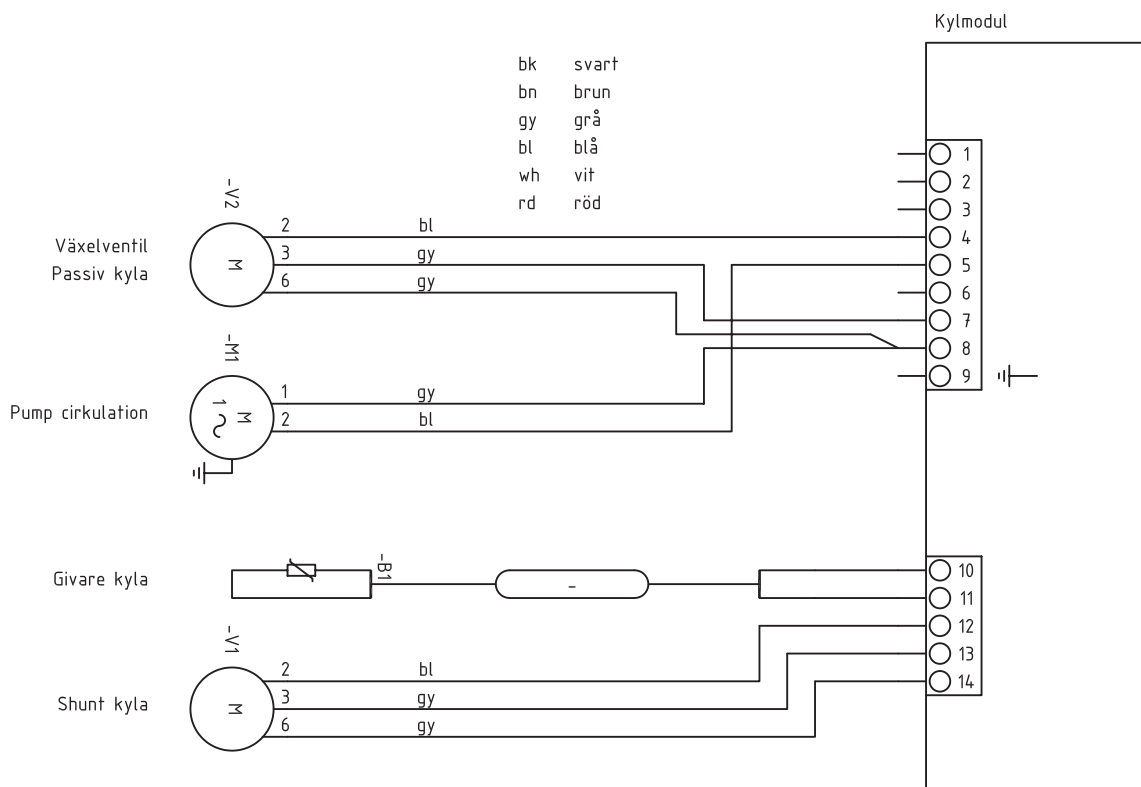 Kylmodul
bk svart
bn brun
gy grå
bl blå
wh vit
rd röd
1
2
3
4
5
6
7
8
9
-V2
Växelventil
Passiv kyla
M
2 bl
3 gy
6 gy
-M1
Pump cirkulation
M
1
1 gy
2 bl
Givare kyla
-B1
-
10
11
12
13
14
-V1
Shunt kyla
M
2 bl
3 gy
6 gy